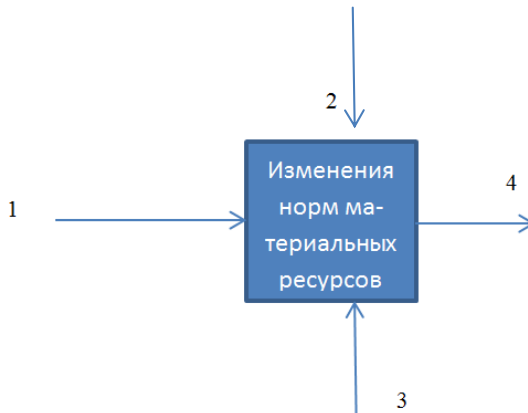 2
Изменения
норм ма-
териальных
ресурсов
1
4
3